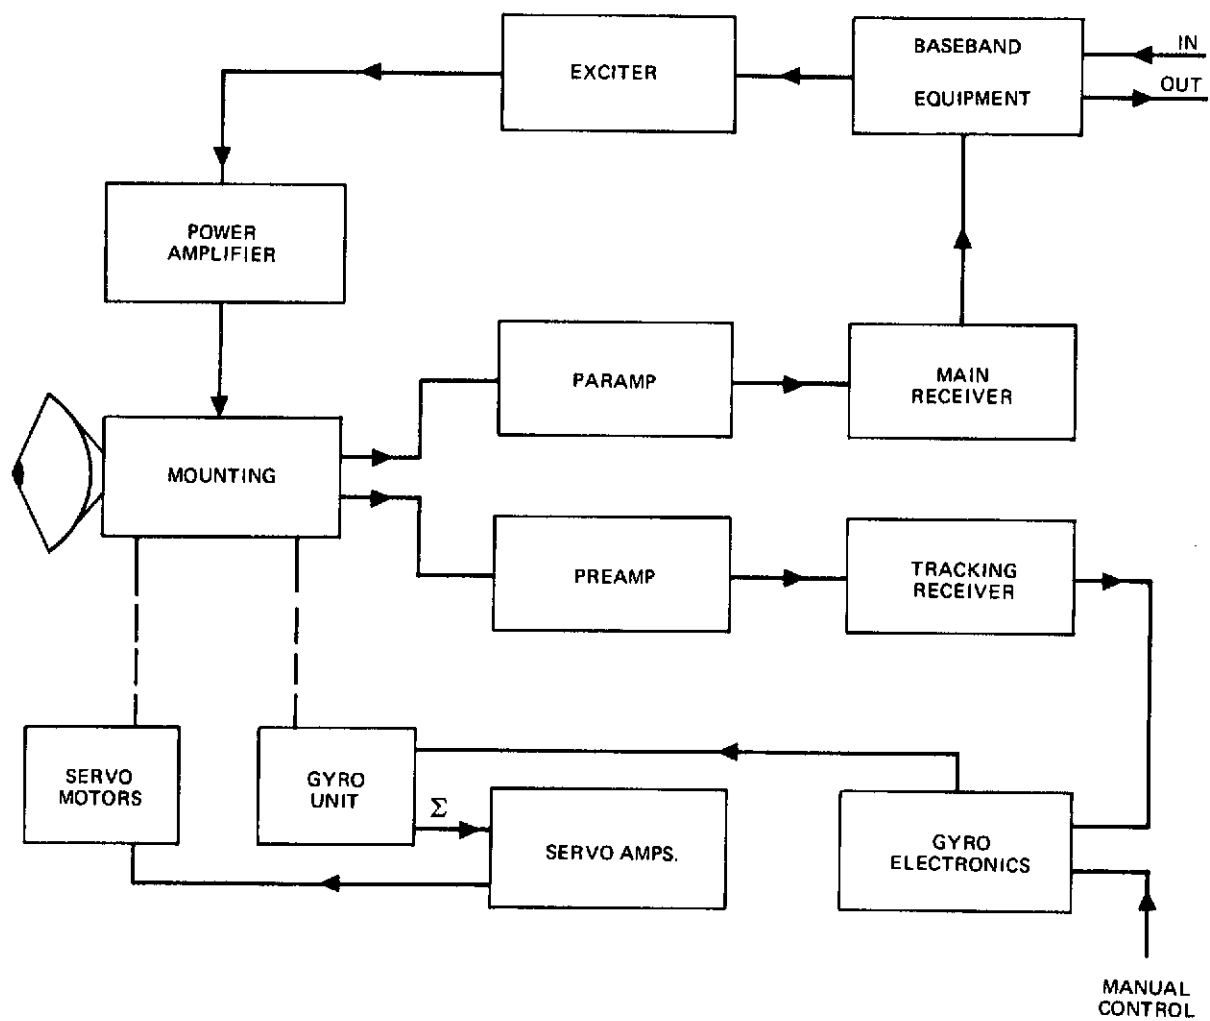 BASEBAND
EQUIPMENT
IN
OUT
EXCITER
POWER
AMPLIFIER
PARAMP
MAIN
RECEIVER
MOUNTING
PREAMP
TRACKING
RECEIVER
SERVO
MOTORS
GYRO
UNIT
Σ
SERVO AMPS.
GYRO
ELECTRONICS
MANUAL
CONTROL